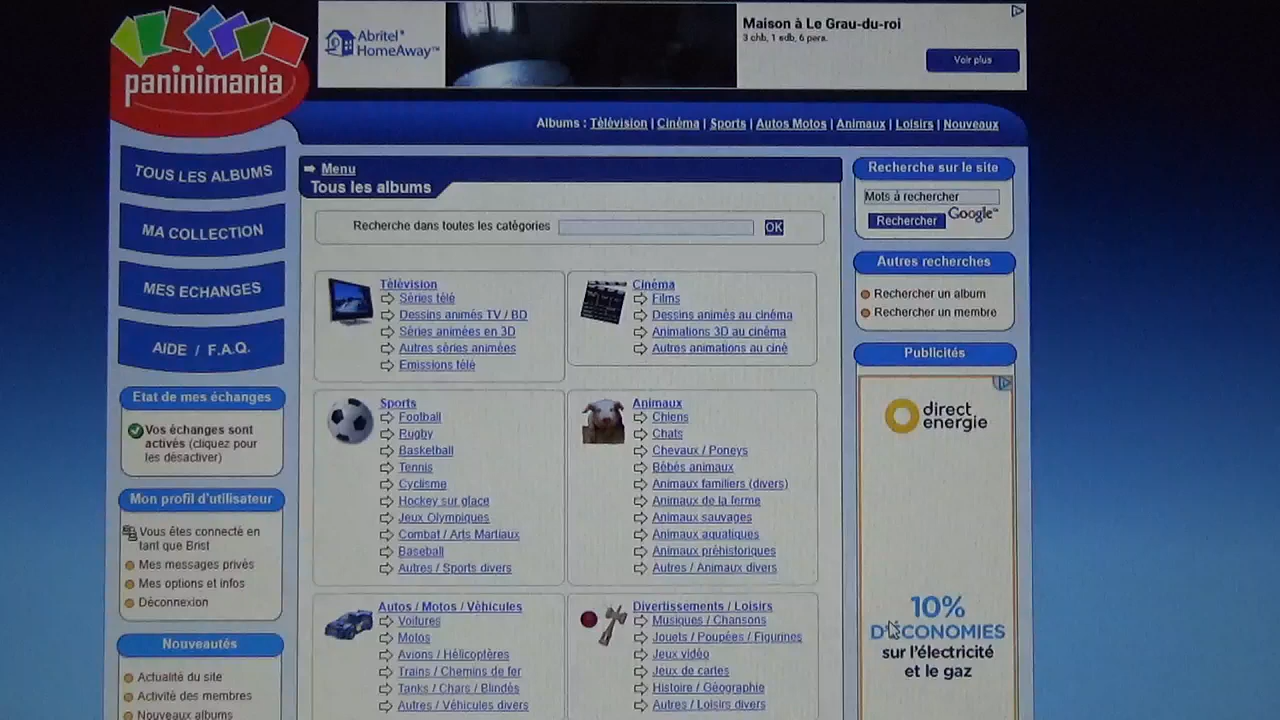 Abritel®
HomeAway™
Maison à Le Grau-du-roi
3 chb, 1 sdb, 6 pers.
Voir plus
paninimania
Albums : Télévision | Cinéma | Sports | Autos Motos | Animaux | Loisirs | Nouveaux
TOUS LES ALBUMS
MA COLLECTION
MES ECHANGES
AIDE / F.A.Q.
Etat de mes échanges
Vos échanges sont
activés (cliquez pour
les désactiver)
Mon profil d'utilisateur
Vous êtes connecté en
tant que Brist
Mes messages privés
Mes options et infos
Déconnexion
Nouveautés
Actualité du site
Activité des membres
Nouveaux albums
Menu
Tous les albums
Recherche dans toutes les catégories
OK
Télévision
Séries télé
Dessins animés TV / BD
Séries animées en 3D
Autres séries animées
Emissions télé
Cinéma
Films
Dessins animés au cinéma
Animations 3D au cinéma
Autres animations au ciné
Sports
Football
Rugby
Basketball
Tennis
Cyclisme
Hockey sur glace
Jeux Olympiques
Combat / Arts Martiaux
Baseball
Autres / Sports divers
Animaux
Chiens
Chats
Chevaux / Poneys
Bébés animaux
Animaux familiers (divers)
Animaux de la ferme
Animaux sauvages
Animaux aquatiques
Animaux préhistoriques
Autres / Animaux divers
Autos / Motos / Véhicules
Voitures
Motos
Avions / Hélicoptères
Trains / Chemins de fer
Tanks / Chars / Blindés
Autres / Véhicules divers
Divertissements / Loisirs
Musiques / Chansons
Jouets / Poupées / Figurines
Jeux vidéo
Jeux de cartes
Histoire / Géographie
Autres / Loisirs divers
Recherche sur le site
Mots à rechercher
Rechercher Google™
Autres recherches
Rechercher un album
Rechercher un membre
Publicités
direct
energie
10%
D'ÉCONOMIES
sur l'électricité
et le gaz